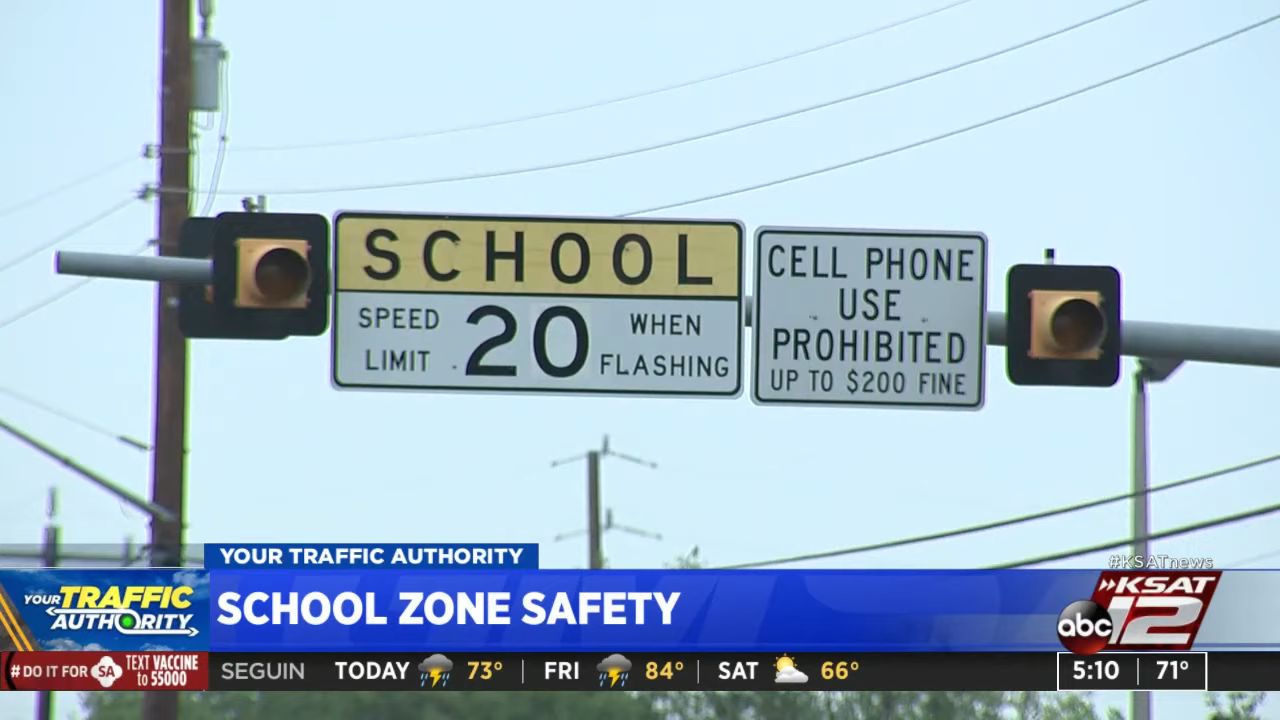 SCHOOL
SPEED LIMIT 20 WHEN FLASHING
CELL PHONE
USE
PROHIBITED
UP TO $200 FINE
YOUR TRAFFIC AUTHORITY
#KSATnews
YOUR TRAFFIC AUTHORITY
SCHOOL ZONE SAFETY
abc KSAT 12
#DO IT FOR SA TEXT VACCINE to 55000
SEGUIN TODAY 73° FRI 84° SAT 66°
5:10 71°